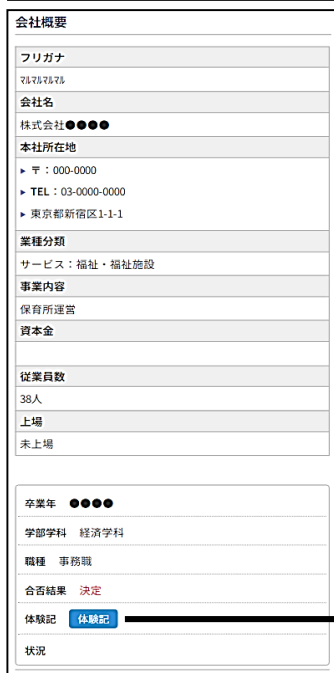 会社概要
フリガナ
マルマルマルマル
会社名
株式会社●●●●
本社所在地
▸ 〒：000-0000
▸ TEL：03-0000-0000
▸ 東京都新宿区1-1-1
業種分類
サービス：福祉・福祉施設
事業内容
保育所運営
資本金
従業員数
38人
上場
未上場
卒業年 ●●●●
学部学科 経済学科
職種 事務職
合否結果 決定
体験記 体験記
状況